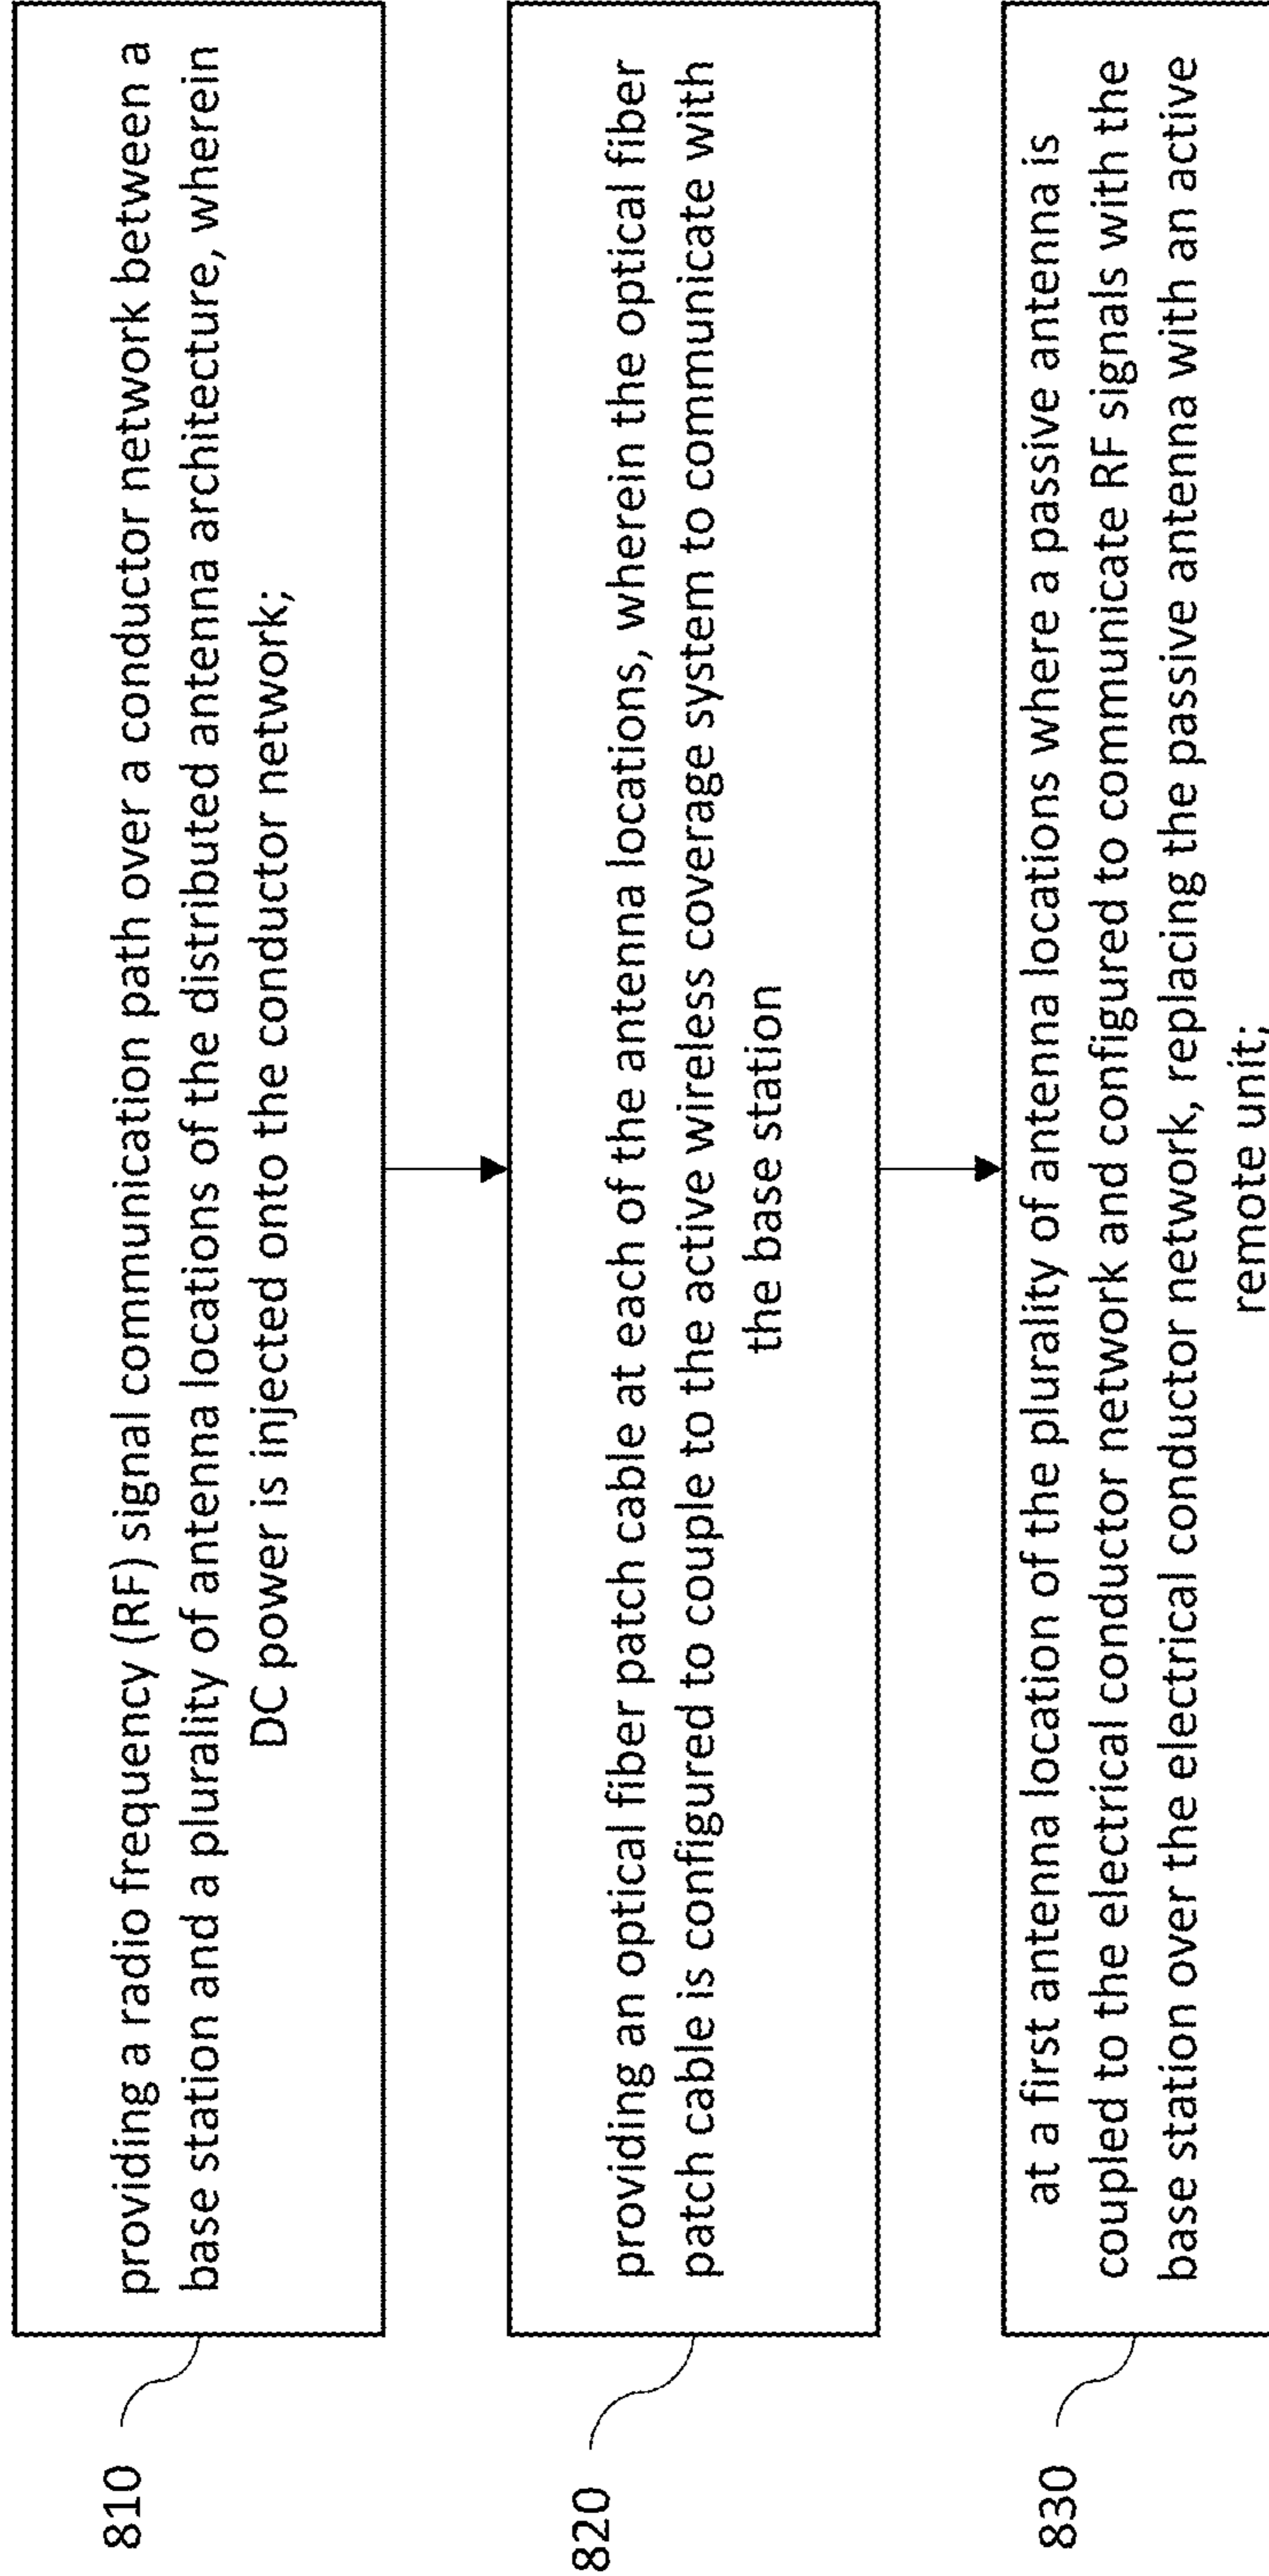 810
providing a radio frequency (RF) signal communication path over a conductor network between a
base station and a plurality of antenna locations of the distributed antenna architecture, wherein
DC power is injected onto the conductor network;
820
providing an optical fiber patch cable at each of the antenna locations, wherein the optical fiber
patch cable is configured to couple to the active wireless coverage system to communicate with
the base station
830
at a first antenna location of the plurality of antenna locations where a passive antenna is
coupled to the electrical conductor network and configured to communicate RF signals with the
base station over the electrical conductor network, replacing the passive antenna with an active
remote unit;